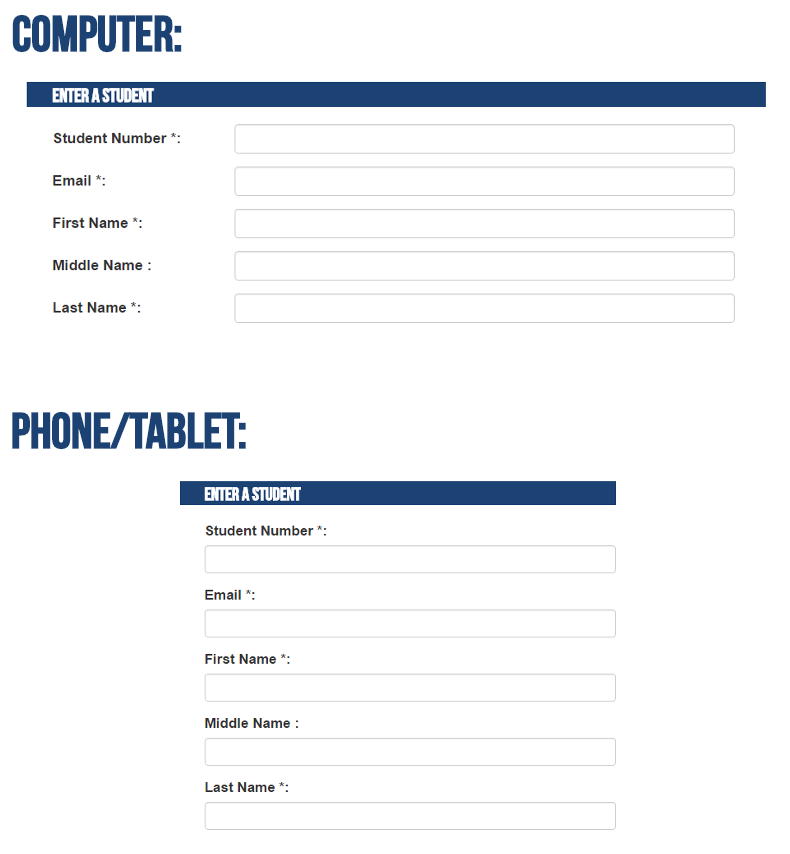 COMPUTER:
ENTER A STUDENT
Student Number *:
Email *:
First Name *:
Middle Name :
Last Name *:
PHONE/TABLET:
ENTER A STUDENT
Student Number *:
Email *:
First Name *:
Middle Name :
Last Name *: